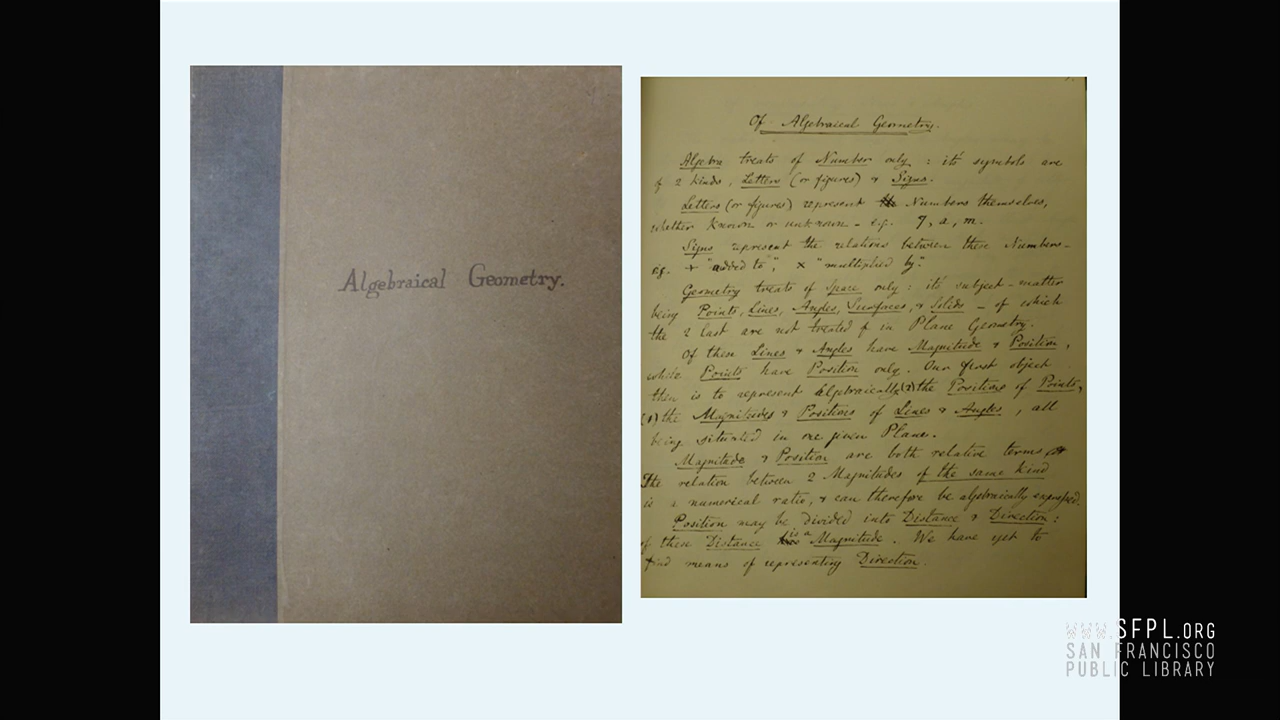 Algebraical Geometry.
Of Algebraical Geometry.
Algebra treats of Number only : it's symbols are
of 2 kinds, Letters (or figures) & Signs.
Letters (or figures) represent Numbers themselves,
whether known or unknown - e.g. 7, a, m.
Signs represent the relations between these Numbers-
e.g. + "added to", × "multiplied by".
Geometry treats of Space only : it's subject-matter
being Points, Lines, Angles, Surfaces, & Solids - of which
the 2 last are not treated of in Plane Geometry.
Of these Lines & Angles have Magnitude & Position,
while Points have Position only. Our first object
then is to represent algebraically (2) the Positions of Points,
(1) the Magnitudes & Positions of Lines & Angles, all
being situated in one given Plane.
Magnitude & Position are both relative terms
The relation between 2 Magnitudes of the same kind
is a numerical ratio, & can therefore be algebraically expressed.
Position may be divided into Distance & Direction :
of these Distance is a Magnitude. We have yet to
find means of representing Direction.
WWW.SFPL.ORG
SAN FRANCISCO
PUBLIC LIBRARY